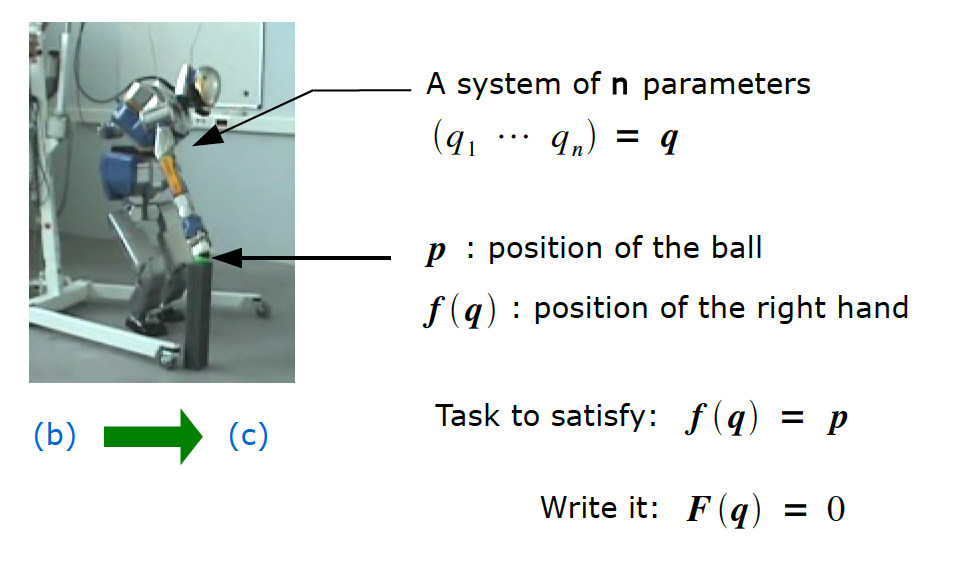 A system of n parameters
(q₁ ⋯ qₙ) = q
p : position of the ball
f(q) : position of the right hand
(b) (c)
Task to satisfy: f(q) = p
Write it: F(q) = 0